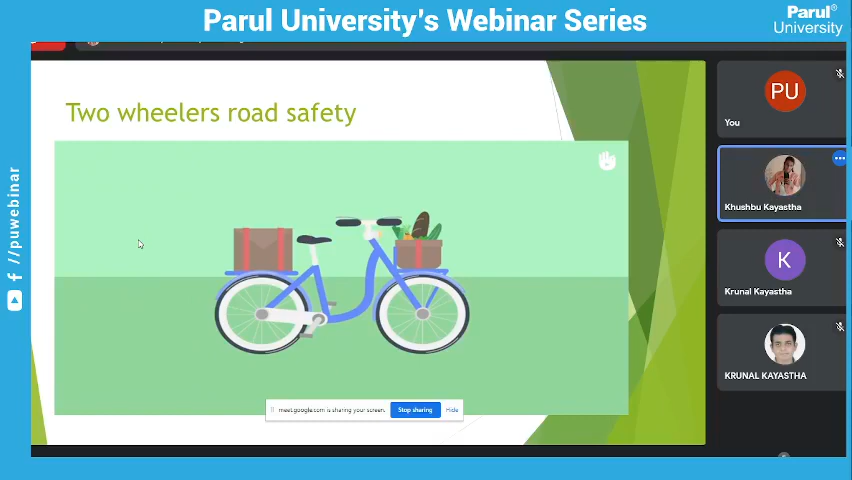 Parul University's Webinar Series
Parul®
University
Two wheelers road safety
PU
You
Khushbu Kayastha
K
Krunal Kayastha
KRUNAL KAYASTHA
meet.google.com is sharing your screen.
Stop sharing
Hide
//puwebinar